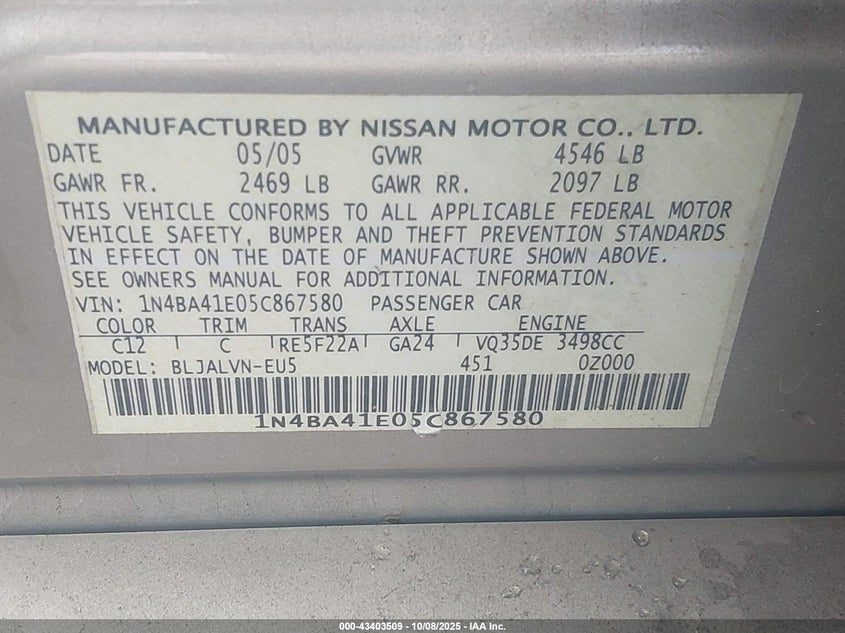 MANUFACTURED BY NISSAN MOTOR CO., LTD.
DATE 05/05 GVWR 4546 LB
GAWR FR. 2469 LB GAWR RR. 2097 LB
THIS VEHICLE CONFORMS TO ALL APPLICABLE FEDERAL MOTOR
VEHICLE SAFETY, BUMPER AND THEFT PREVENTION STANDARDS
IN EFFECT ON THE DATE OF MANUFACTURE SHOWN ABOVE.
SEE OWNERS MANUAL FOR ADDITIONAL INFORMATION.
VIN: 1N4BA41E05C867580 PASSENGER CAR
COLOR TRIM TRANS AXLE ENGINE
C12 C RE5F22A GA24 VQ35DE 3498CC
MODEL: BLJALVN-EU5 451 0Z000
1N4BA41E05C867580
000-43403509 - 10/08/2025 - IAA Inc.